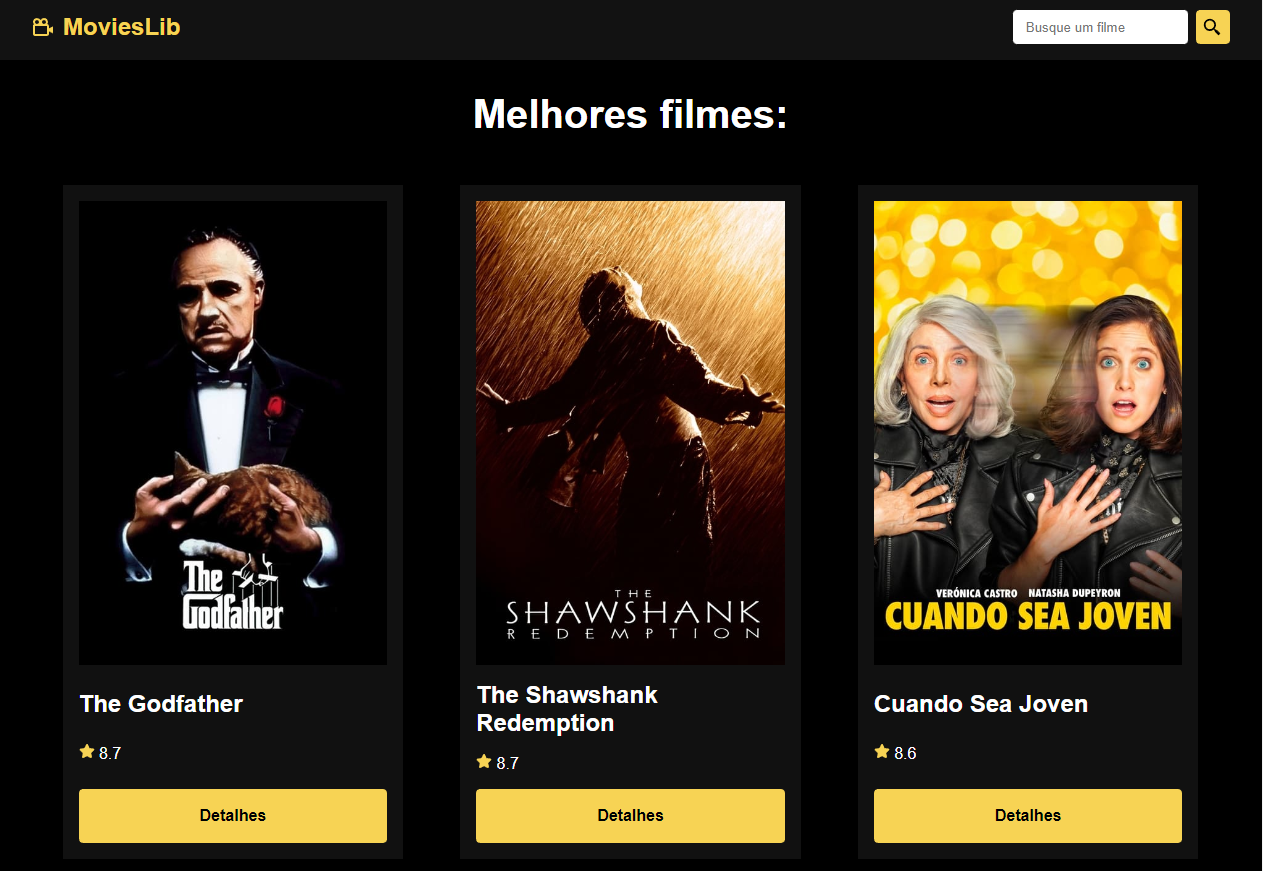 MoviesLib
Busque um filme
Melhores filmes:
The
Godfather
THE
SHAWSHANK
REDEMPTION
VERÓNICA CASTRO NATASHA DUPEYRON
CUANDO SEA JOVEN
The Godfather
8.7
Detalhes
The Shawshank
Redemption
8.7
Detalhes
Cuando Sea Joven
8.6
Detalhes